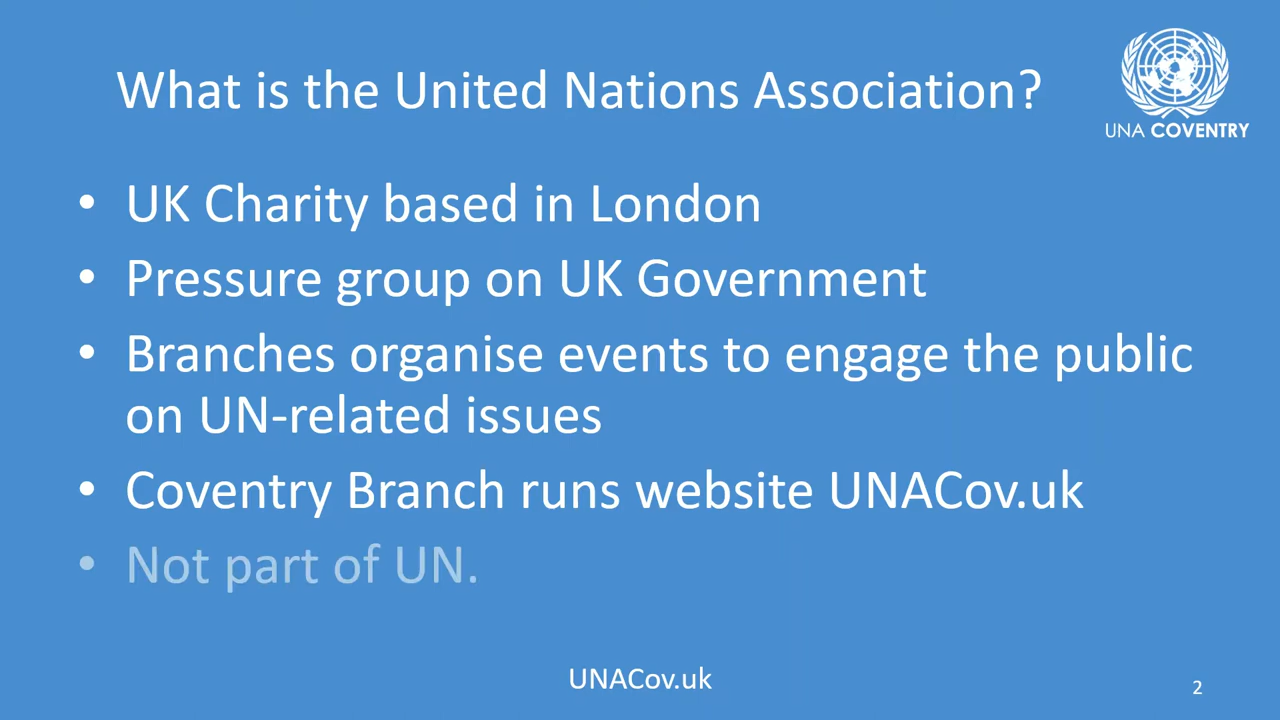 What is the United Nations Association?
UNA COVENTRY
• UK Charity based in London
• Pressure group on UK Government
• Branches organise events to engage the public
on UN-related issues
• Coventry Branch runs website UNACov.uk
• Not part of UN.
UNACov.uk
2